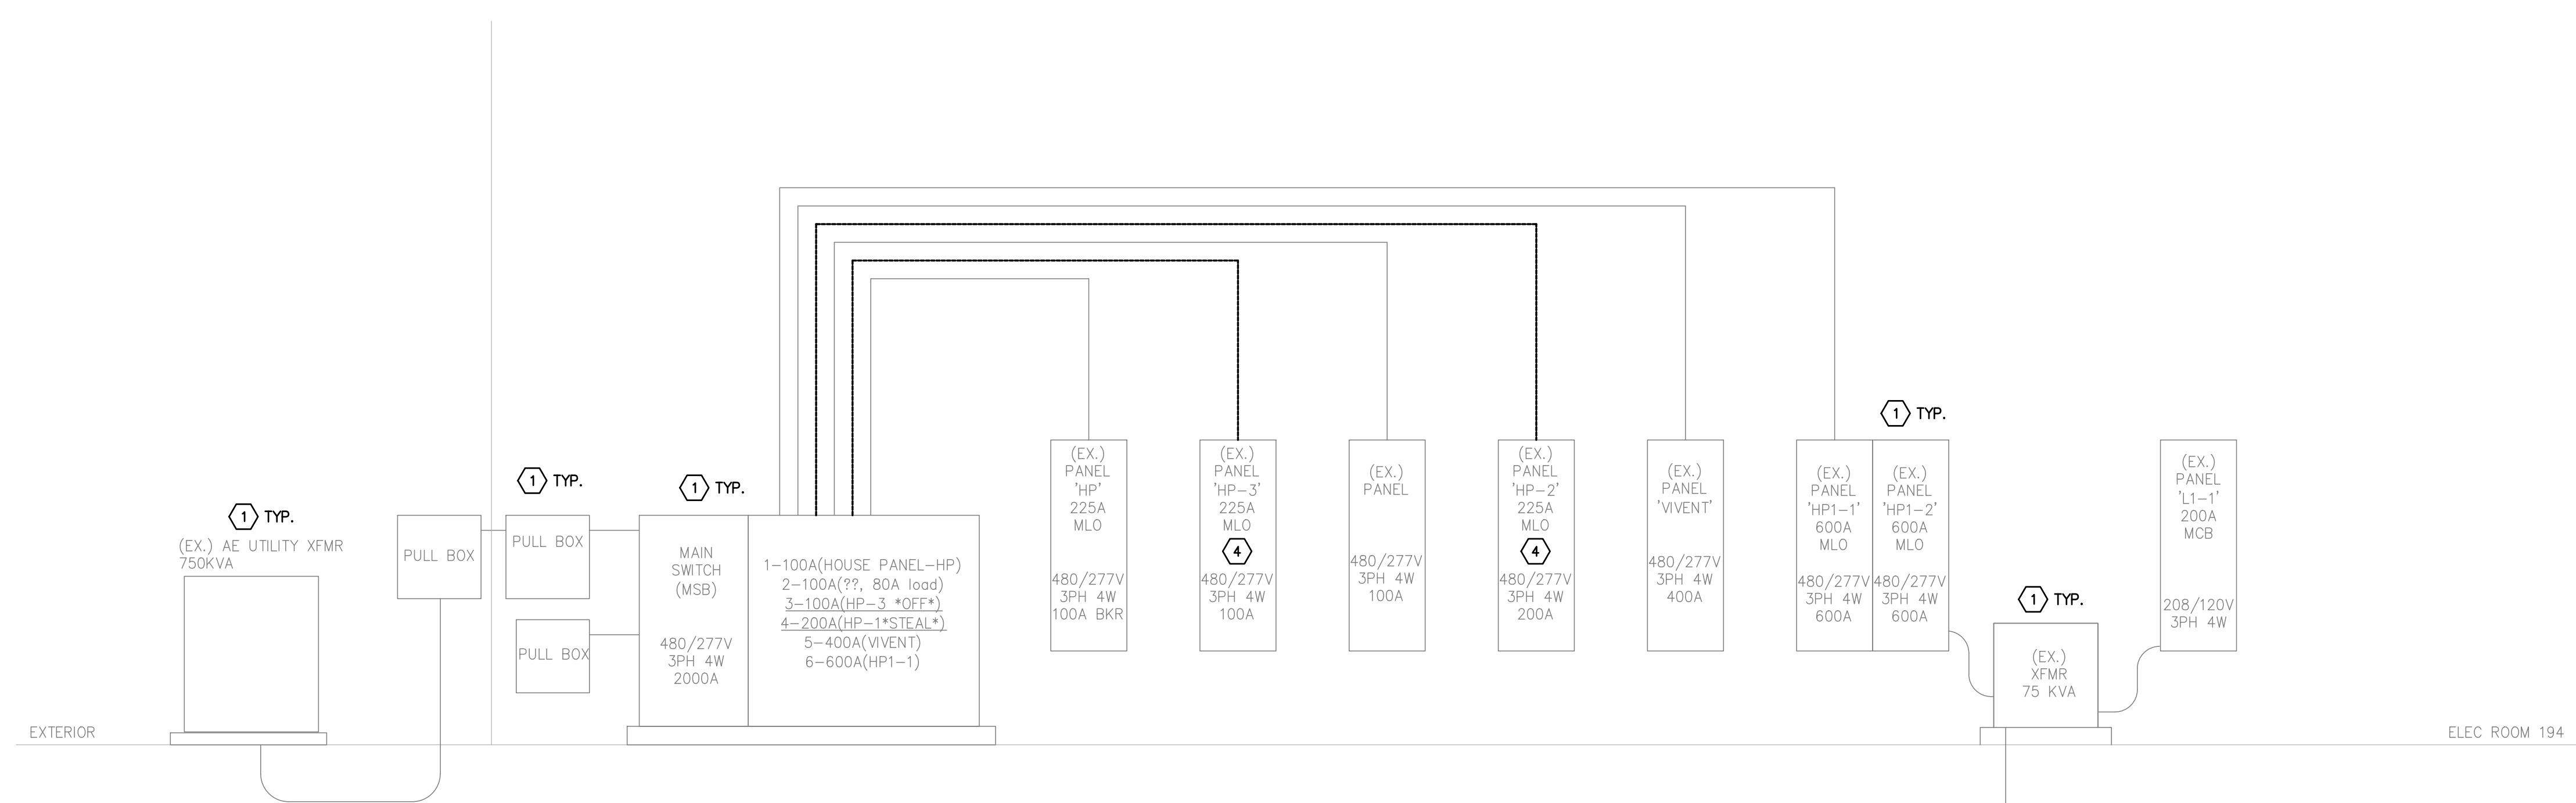 1 TYP.
(EX.) AE UTILITY XFMR
750KVA
EXTERIOR
PULL BOX
1 TYP.
PULL BOX
PULL BOX
1 TYP.
MAIN
SWITCH
(MSB)
480/277V
3PH 4W
2000A
1-100A(HOUSE PANEL-HP)
2-100A(??, 80A load)
3-100A(HP-3 *OFF*)
4-200A(HP-1*STEAL*)
5-400A(VIVENT)
6-600A(HP1-1)
(EX.)
PANEL
'HP'
225A
MLO
480/277V
3PH 4W
100A BKR
(EX.)
PANEL
'HP-3'
225A
MLO
4
480/277V
3PH 4W
100A
(EX.)
PANEL
480/277V
3PH 4W
100A
(EX.)
PANEL
'HP-2'
225A
MLO
4
480/277V
3PH 4W
200A
(EX.)
PANEL
'VIVENT'
480/277V
3PH 4W
400A
1 TYP.
(EX.)
PANEL
'HP1-1'
600A
MLO
480/277V
3PH 4W
600A
(EX.)
PANEL
'HP1-2'
600A
MLO
480/277V
3PH 4W
600A
1 TYP.
(EX.)
XFMR
75 KVA
(EX.)
PANEL
'L1-1'
200A
MCB
208/120V
3PH 4W
ELEC ROOM 194